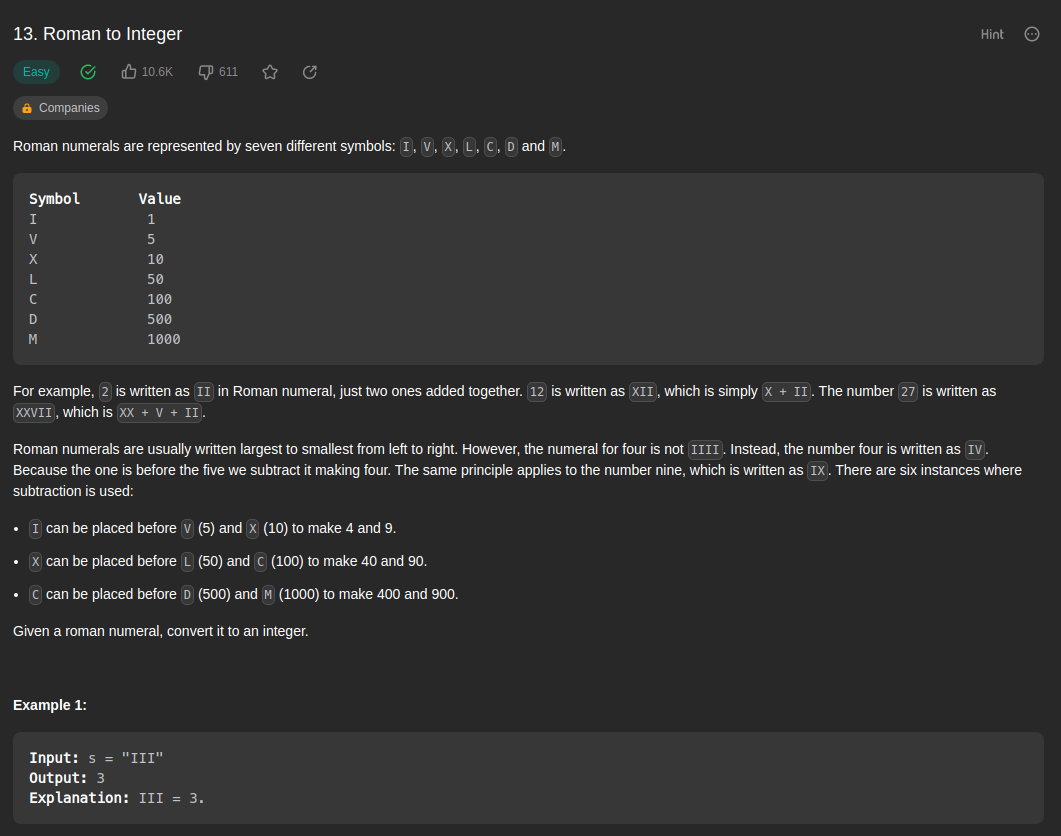 13. Roman to Integer
Hint
Easy
10.6K
611
Companies
Roman numerals are represented by seven different symbols: I, V, X, L, C, D and M.
Symbol Value
I 1
V 5
X 10
L 50
C 100
D 500
M 1000
For example, 2 is written as II in Roman numeral, just two ones added together. 12 is written as XII, which is simply X + II. The number 27 is written as
XXVII, which is XX + V + II.
Roman numerals are usually written largest to smallest from left to right. However, the numeral for four is not IIII. Instead, the number four is written as IV.
Because the one is before the five we subtract it making four. The same principle applies to the number nine, which is written as IX. There are six instances where
subtraction is used:
• I can be placed before V (5) and X (10) to make 4 and 9.
• X can be placed before L (50) and C (100) to make 40 and 90.
• C can be placed before D (500) and M (1000) to make 400 and 900.
Given a roman numeral, convert it to an integer.
Example 1:
Input: s = "III"
Output: 3
Explanation: III = 3.